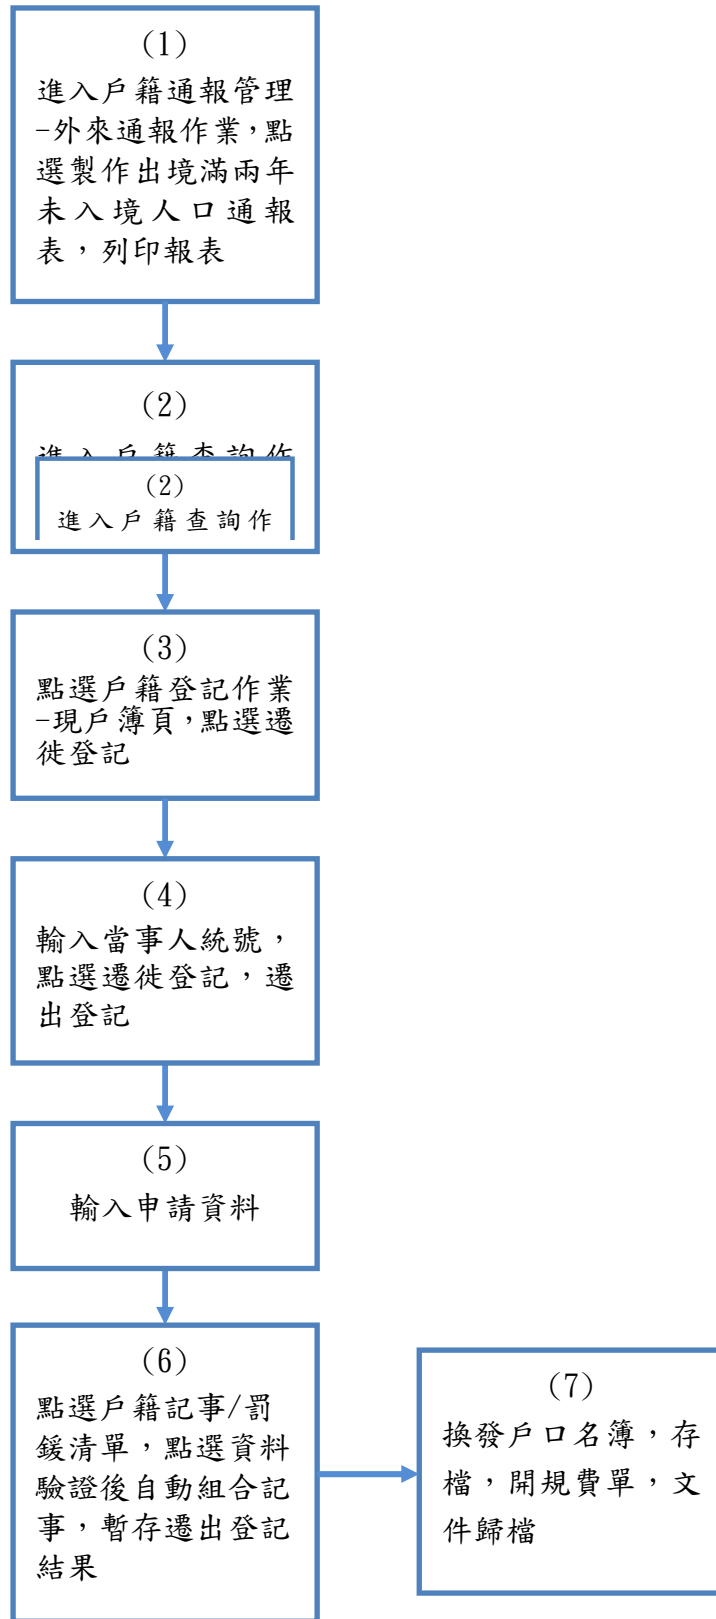 (1)
進入戶籍通報管理
-外來通報作業，點
選製作出境滿兩年
未入境人口通報
表，列印報表
(2)
進入戶籍查詢作
(2)
進入戶籍查詢作
(3)
點選戶籍登記作業
-現戶簿頁，點選遷
徙登記
(4)
輸入當事人統號，
點選遷徙登記，遷
出登記
(5)
輸入申請資料
(6)
點選戶籍記事/罰
鍰清單，點選資料
驗證後自動組合記
事，暫存遷出登記
結果
(7)
換發戶口名簿，存
檔，開規費單，文
件歸檔